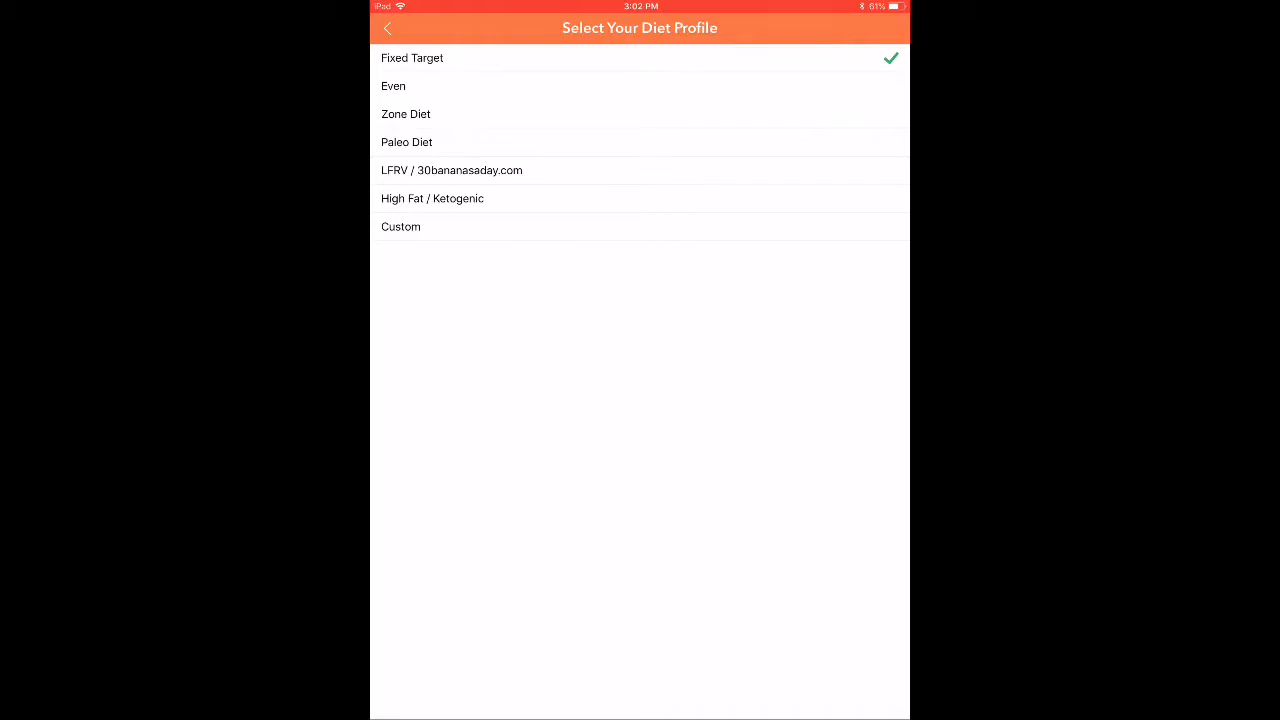 iPad 3:02 PM 61%
Select Your Diet Profile
Fixed Target
Even
Zone Diet
Paleo Diet
LFRV / 30bananasaday.com
High Fat / Ketogenic
Custom